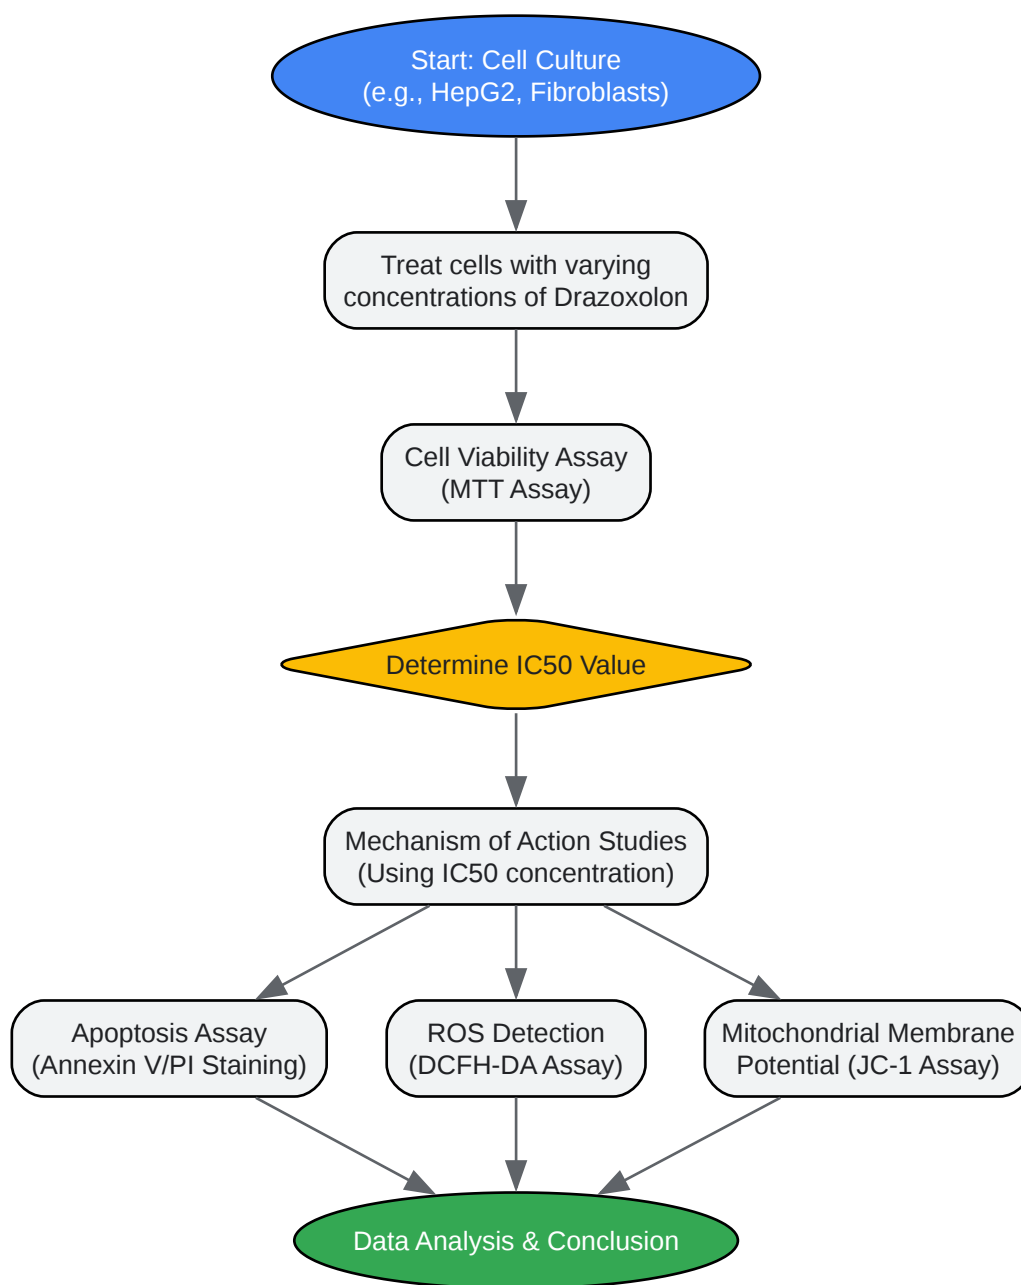 Start: Cell Culture
(e.g., HepG2, Fibroblasts)
Treat cells with varying
concentrations of Drazoxolon
Cell Viability Assay
(MTT Assay)
Determine IC50 Value
Mechanism of Action Studies
(Using IC50 concentration)
Apoptosis Assay
(Annexin V/PI Staining)
ROS Detection
(DCFH-DA Assay)
Mitochondrial Membrane
Potential (JC-1 Assay)
Data Analysis & Conclusion